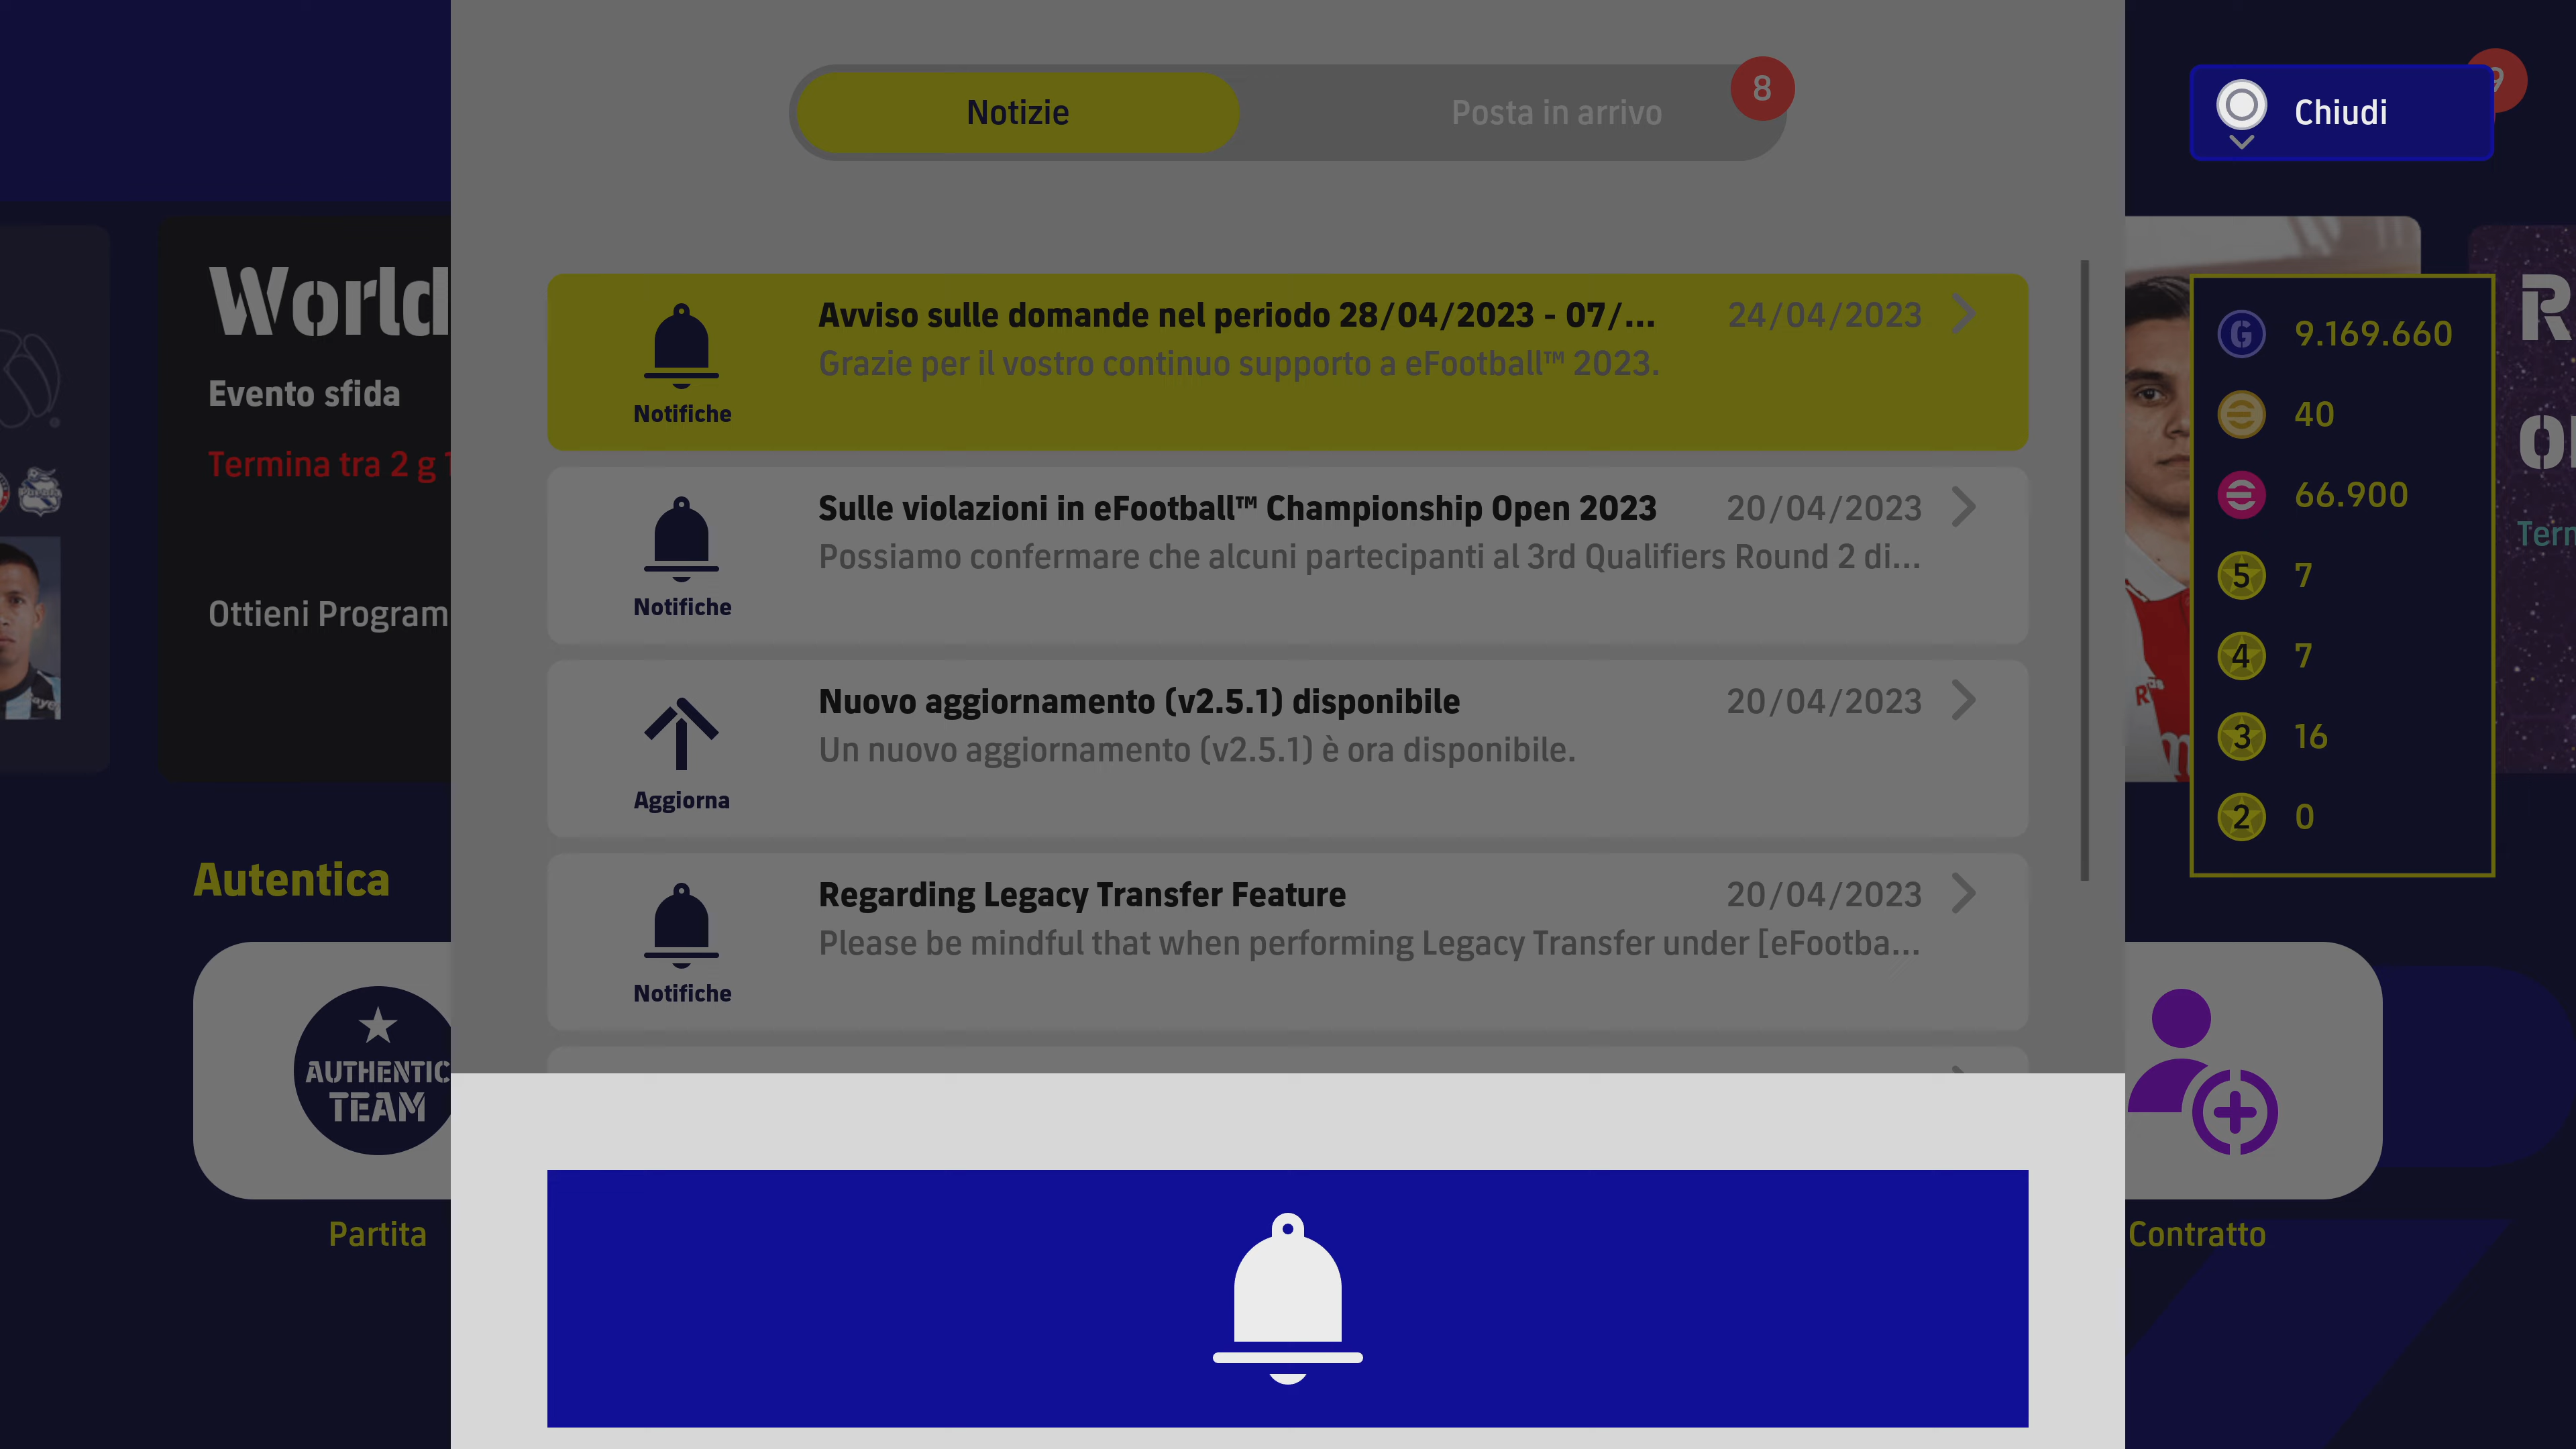 Notizie
Posta in arrivo
8
Chiudi
World
Evento sfida
Termina tra 2 g
Ottieni Program
Avviso sulle domande nel periodo 28/04/2023 - 07/...
24/04/2023
Grazie per il vostro continuo supporto a eFootball™ 2023.
Notifiche
Sulle violazioni in eFootball™ Championship Open 2023
20/04/2023
Possiamo confermare che alcuni partecipanti al 3rd Qualifiers Round 2 di...
Notifiche
Nuovo aggiornamento (v2.5.1) disponibile
20/04/2023
Un nuovo aggiornamento (v2.5.1) è ora disponibile.
Aggiorna
Regarding Legacy Transfer Feature
20/04/2023
Please be mindful that when performing Legacy Transfer under [eFootba...
Notifiche
G 9.169.660
40
66.900
5 7
4 7
3 16
2 0
Autentica
AUTHENTIC
TEAM
Partita
Contratto